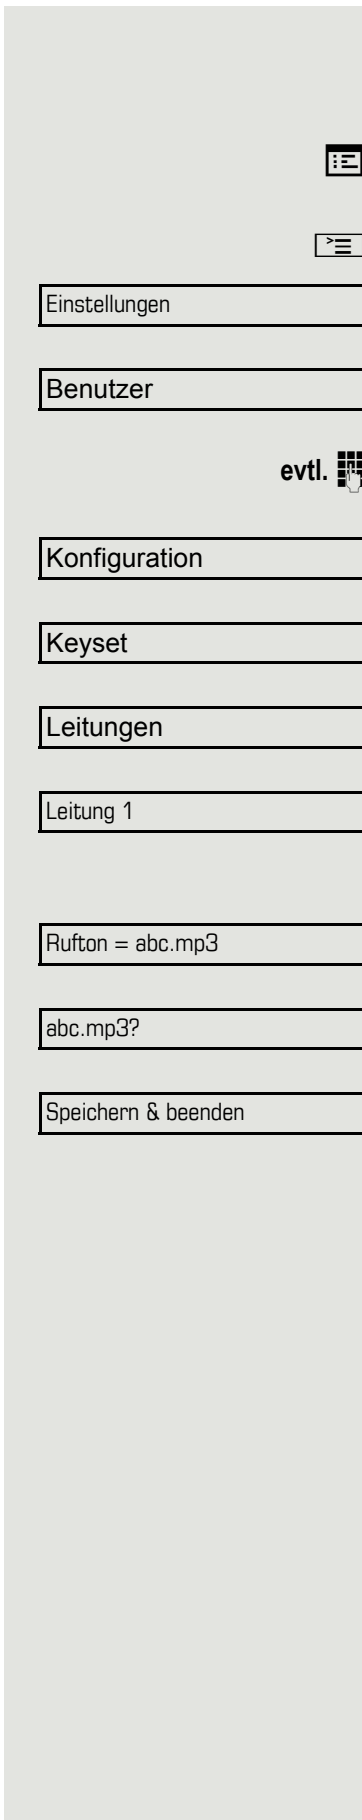 Einstellungen
Benutzer
evtl.
Konfiguration
Keyset
Leitungen
Leitung 1
Rufton = abc.mp3
abc.mp3?
Speichern & beenden